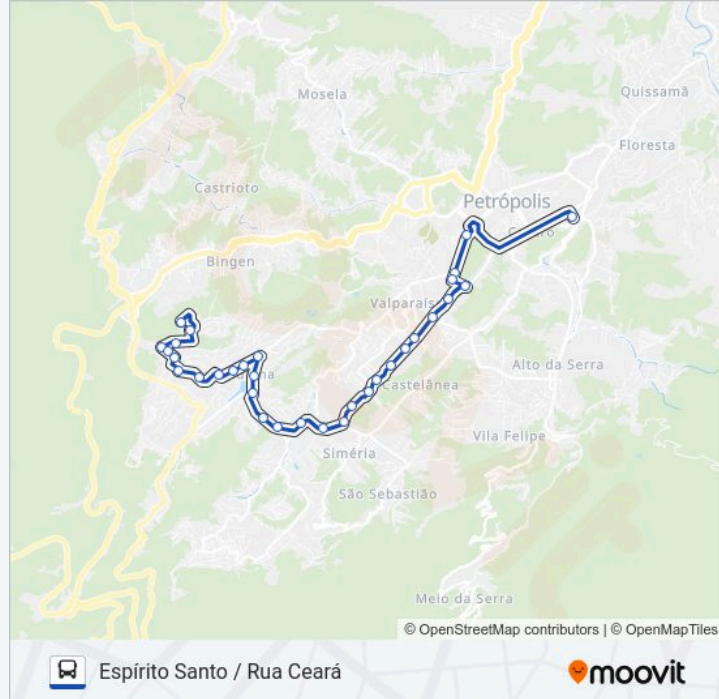 Mosela
Quissamã
Floresta
Castrioto
Petrópolis
Bingen
Valparaís
Alto da Serra
Castelânea
Vila Felipe
Siméria
São Sebastião
Meio da Serra
© OpenStreetMap contributors | © OpenMapTiles
Espírito Santo / Rua Ceará
moovit